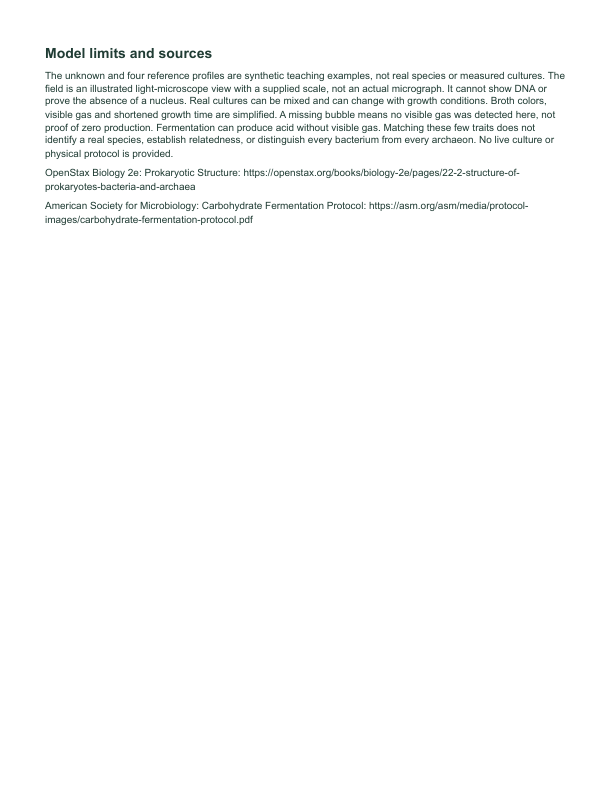 Model limits and sources
The unknown and four reference profiles are synthetic teaching examples, not real species or measured cultures. The
field is an illustrated light-microscope view with a supplied scale, not an actual micrograph. It cannot show DNA or
prove the absence of a nucleus. Real cultures can be mixed and can change with growth conditions. Broth colors,
visible gas and shortened growth time are simplified. A missing bubble means no visible gas was detected here, not
proof of zero production. Fermentation can produce acid without visible gas. Matching these few traits does not
identify a real species, establish relatedness, or distinguish every bacterium from every archaeon. No live culture or
physical protocol is provided.
OpenStax Biology 2e: Prokaryotic Structure: https://openstax.org/books/biology-2e/pages/22-2-structure-of-
prokaryotes-bacteria-and-archaea
American Society for Microbiology: Carbohydrate Fermentation Protocol: https://asm.org/asm/media/protocol-
images/carbohydrate-fermentation-protocol.pdf